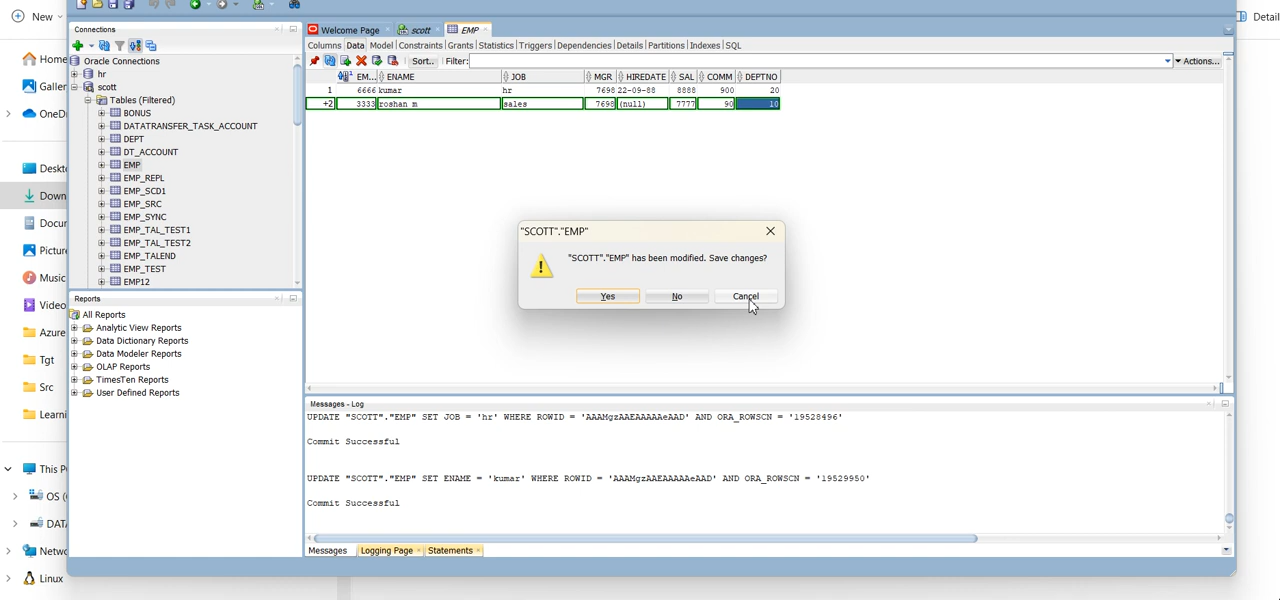 New
Detail
Home
Galler
OneDr
Deskto
Down
Docur
Picture
Music
Video
Azure
Tgt
Src
Learni
This P
OS (
DATA
Netwo
Linux
Connections
Oracle Connections
hr
scott
Tables (Filtered)
BONUS
DATATRANSFER_TASK_ACCOUNT
DEPT
DT_ACCOUNT
EMP
EMP_REPL
EMP_SCD1
EMP_SRC
EMP_SYNC
EMP_TAL_TEST1
EMP_TAL_TEST2
EMP_TALEND
EMP_TEST
EMP12
Reports
All Reports
Analytic View Reports
Data Dictionary Reports
Data Modeler Reports
OLAP Reports
TimesTen Reports
User Defined Reports
Welcome Page scott EMP
Columns Data Model Constraints Grants Statistics Triggers Dependencies Details Partitions Indexes SQL
Sort.. Filter: Actions...
EM... ENAME JOB MGR HIREDATE SAL COMM DEPTNO
1 6666 kumar hr 7698 22-09-88 8888 900 20
+2 3333 roshan m sales 7698 (null) 7777 90 10
"SCOTT"."EMP"
"SCOTT"."EMP" has been modified. Save changes?
Yes No Cancel
Messages - Log
UPDATE "SCOTT"."EMP" SET JOB = 'hr' WHERE ROWID = 'AAAMgzAAEAAAAAeAAD' AND ORA_ROWSCN = '19528496'
Commit Successful
UPDATE "SCOTT"."EMP" SET ENAME = 'kumar' WHERE ROWID = 'AAAMgzAAEAAAAAeAAD' AND ORA_ROWSCN = '19529950'
Commit Successful
Messages Logging Page Statements